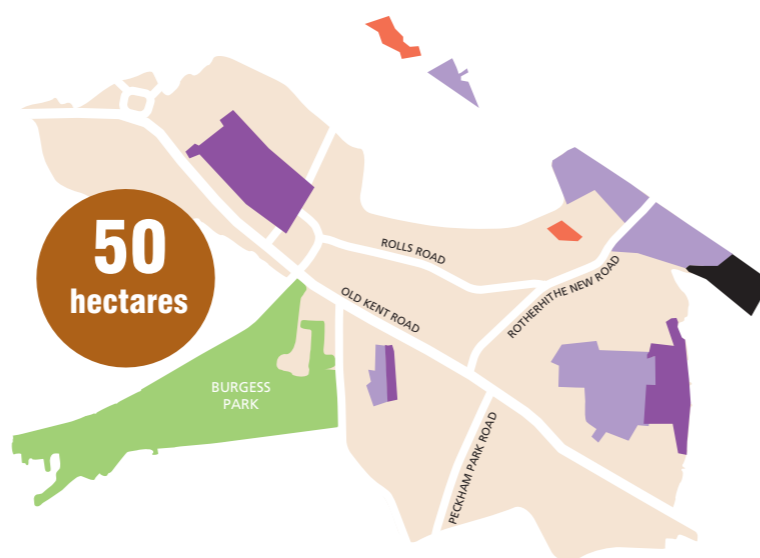 50
hectares
ROLLS ROAD
OLD KENT ROAD
ROTHERHITHE NEW ROAD
BURGESS
PARK
PECKHAM PARK ROAD